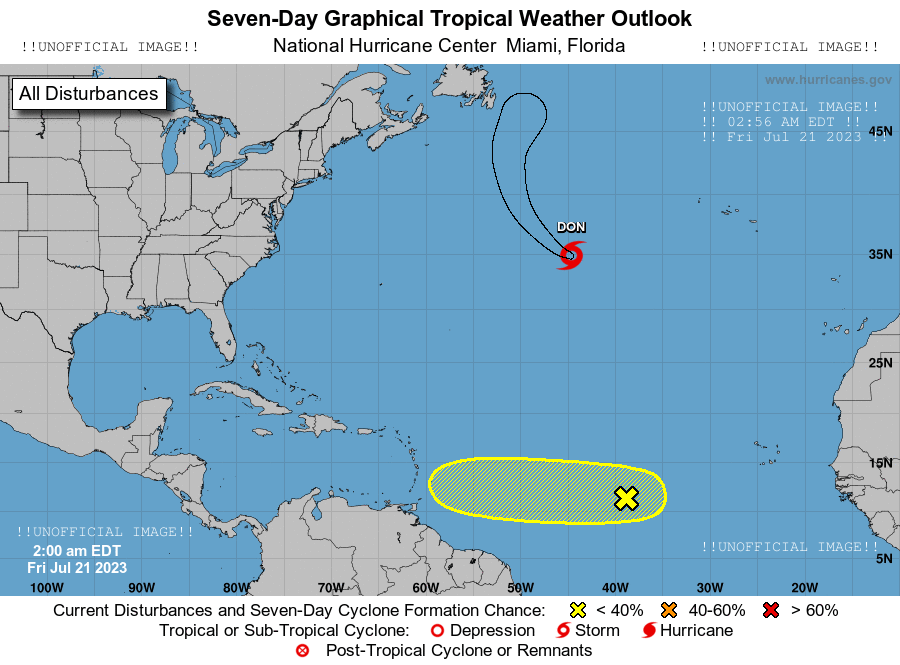 Seven-Day Graphical Tropical Weather Outlook
!!UNOFFICIAL IMAGE!! National Hurricane Center Miami, Florida !!UNOFFICIAL IMAGE!!
www.hurricanes.gov
All Disturbances
!!UNOFFICIAL IMAGE!!
!! 02:56 AM EDT !!
!! Fri Jul 21 2023 !!
45N
DON
35N
25N
15N
!!UNOFFICIAL IMAGE!!
2:00 am EDT
Fri Jul 21 2023
!!UNOFFICIAL IMAGE!!
5N
100W 90W 80W 70W 60W 50W 40W 30W 20W
Current Disturbances and Seven-Day Cyclone Formation Chance: < 40% 40-60% > 60%
Tropical or Sub-Tropical Cyclone: Depression Storm Hurricane
Post-Tropical Cyclone or Remnants